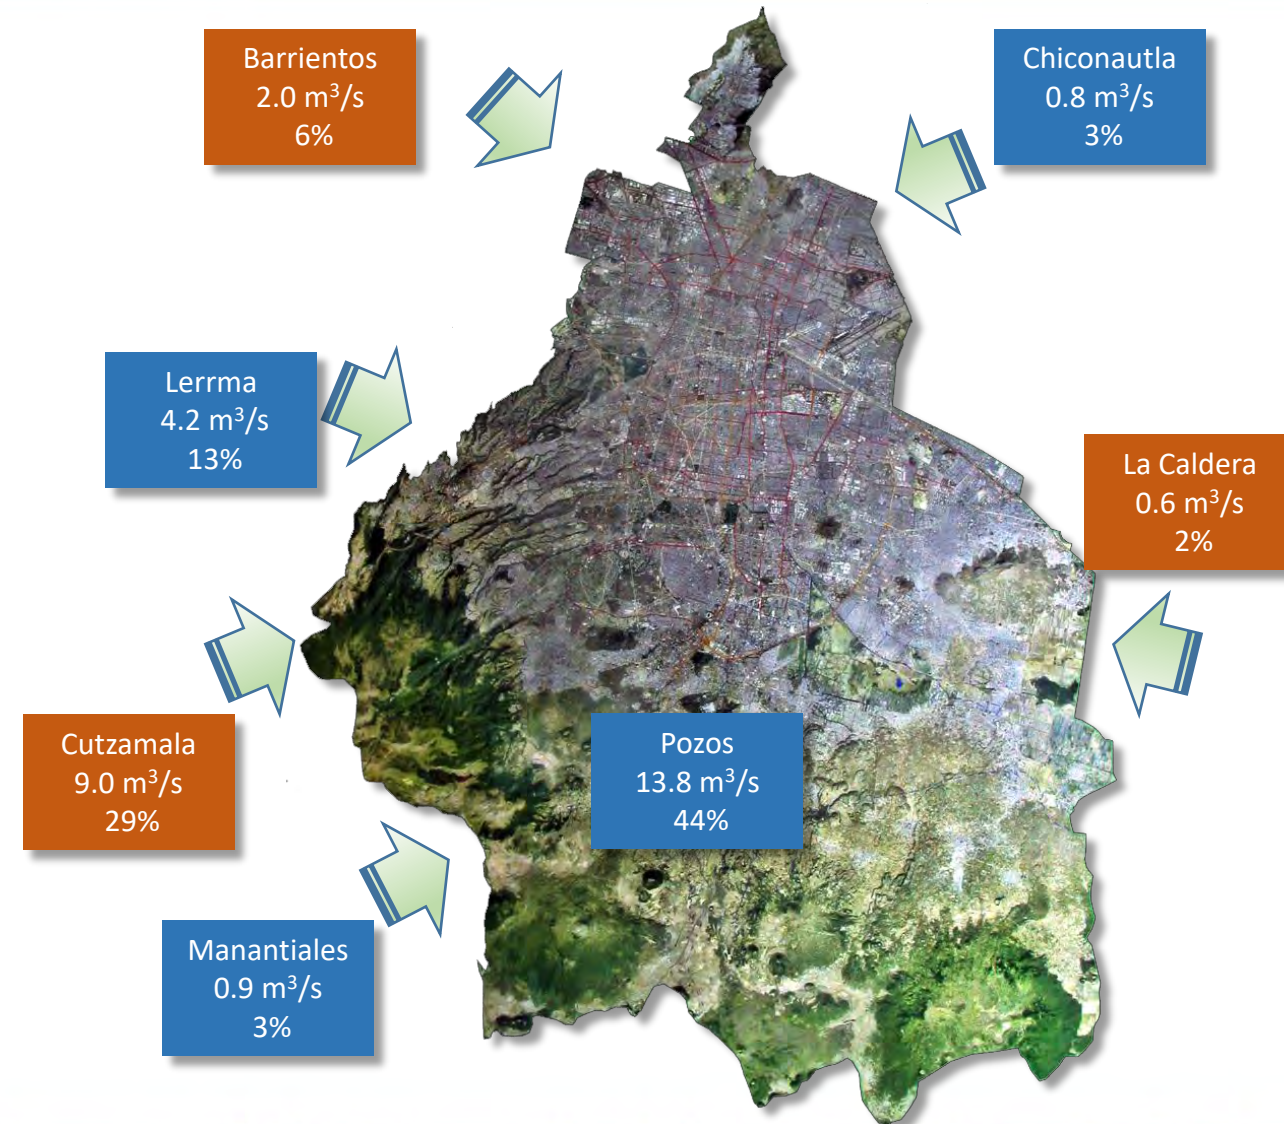 Barrientos
2.0 m³/s
6%
Chiconautla
0.8 m³/s
3%
Lerrma
4.2 m³/s
13%
La Caldera
0.6 m³/s
2%
Cutzamala
9.0 m³/s
29%
Pozos
13.8 m³/s
44%
Manantiales
0.9 m³/s
3%